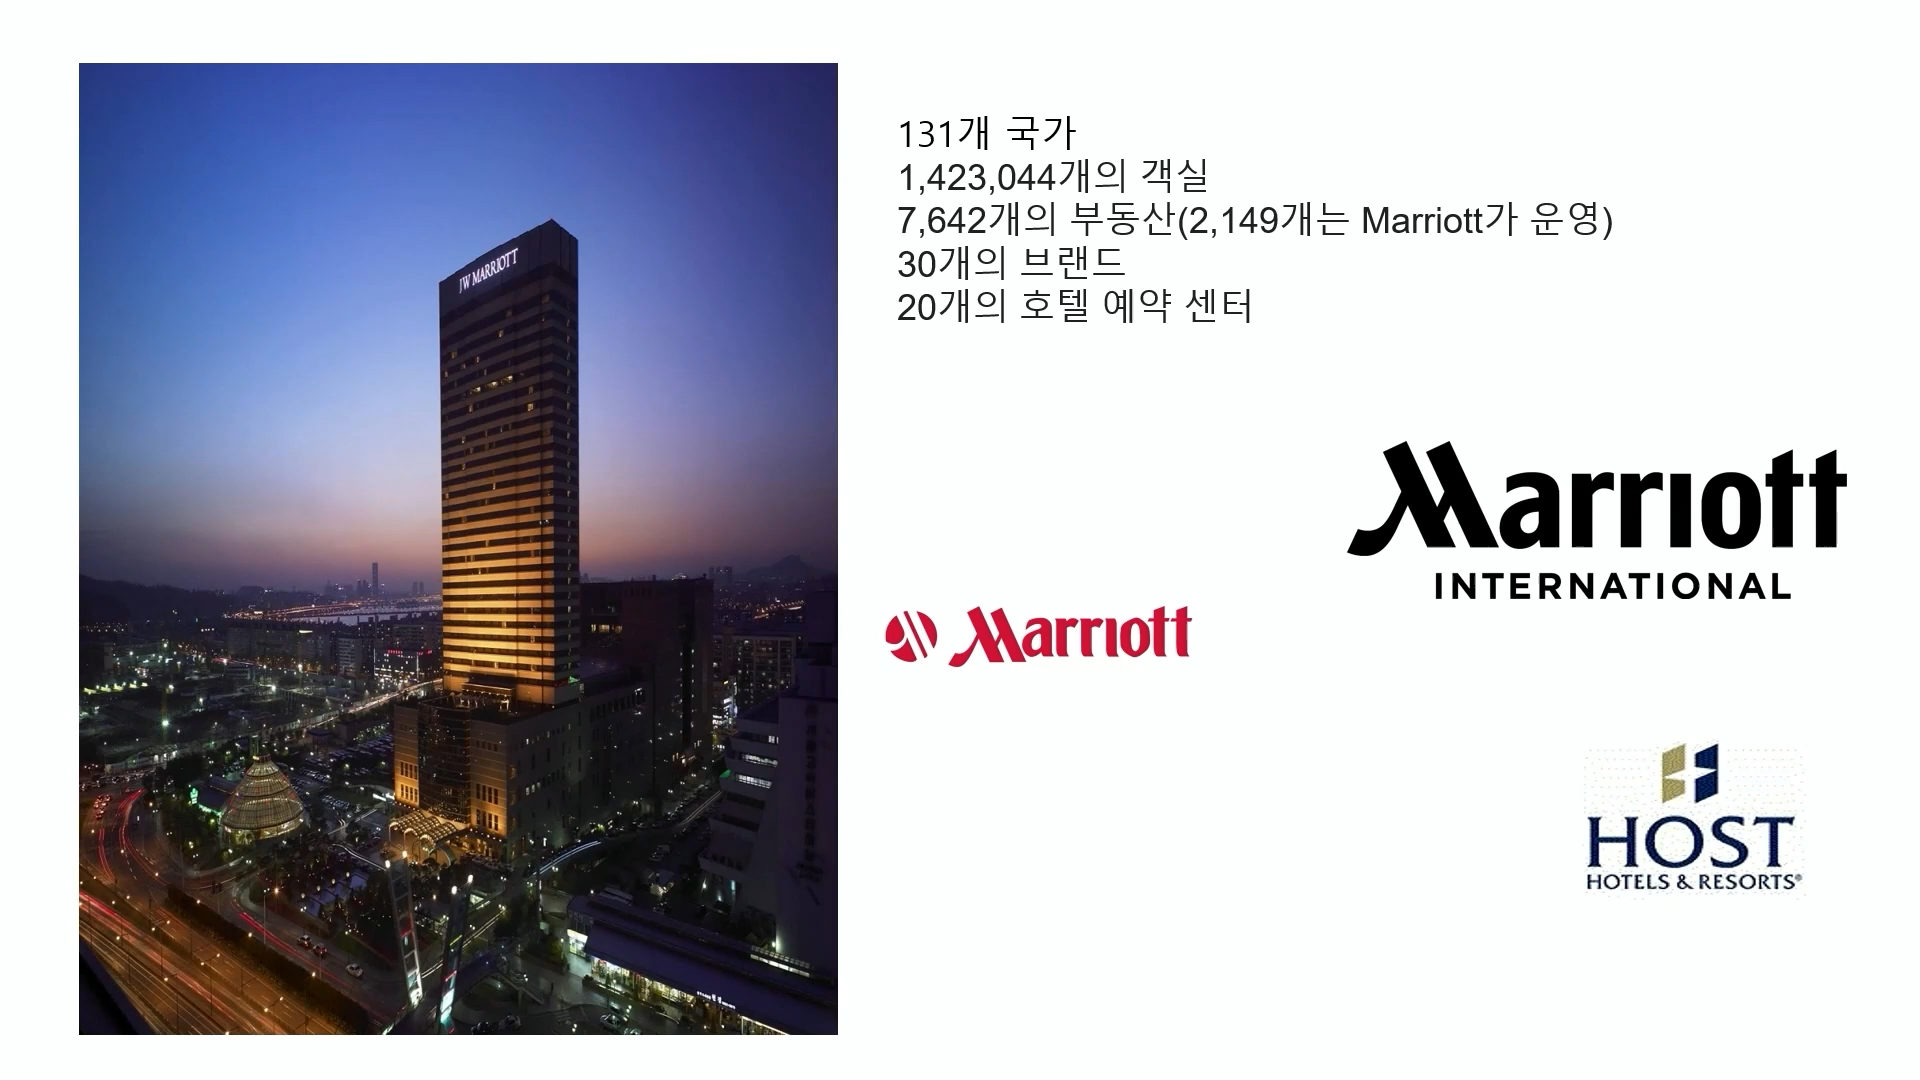 JW MARRIOTT
131개 국가
1,423,044개의 객실
7,642개의 부동산(2,149개는 Marriott가 운영)
30개의 브랜드
20개의 호텔 예약 센터
Marriott
INTERNATIONAL
Marriott
HOST
HOTELS & RESORTS®